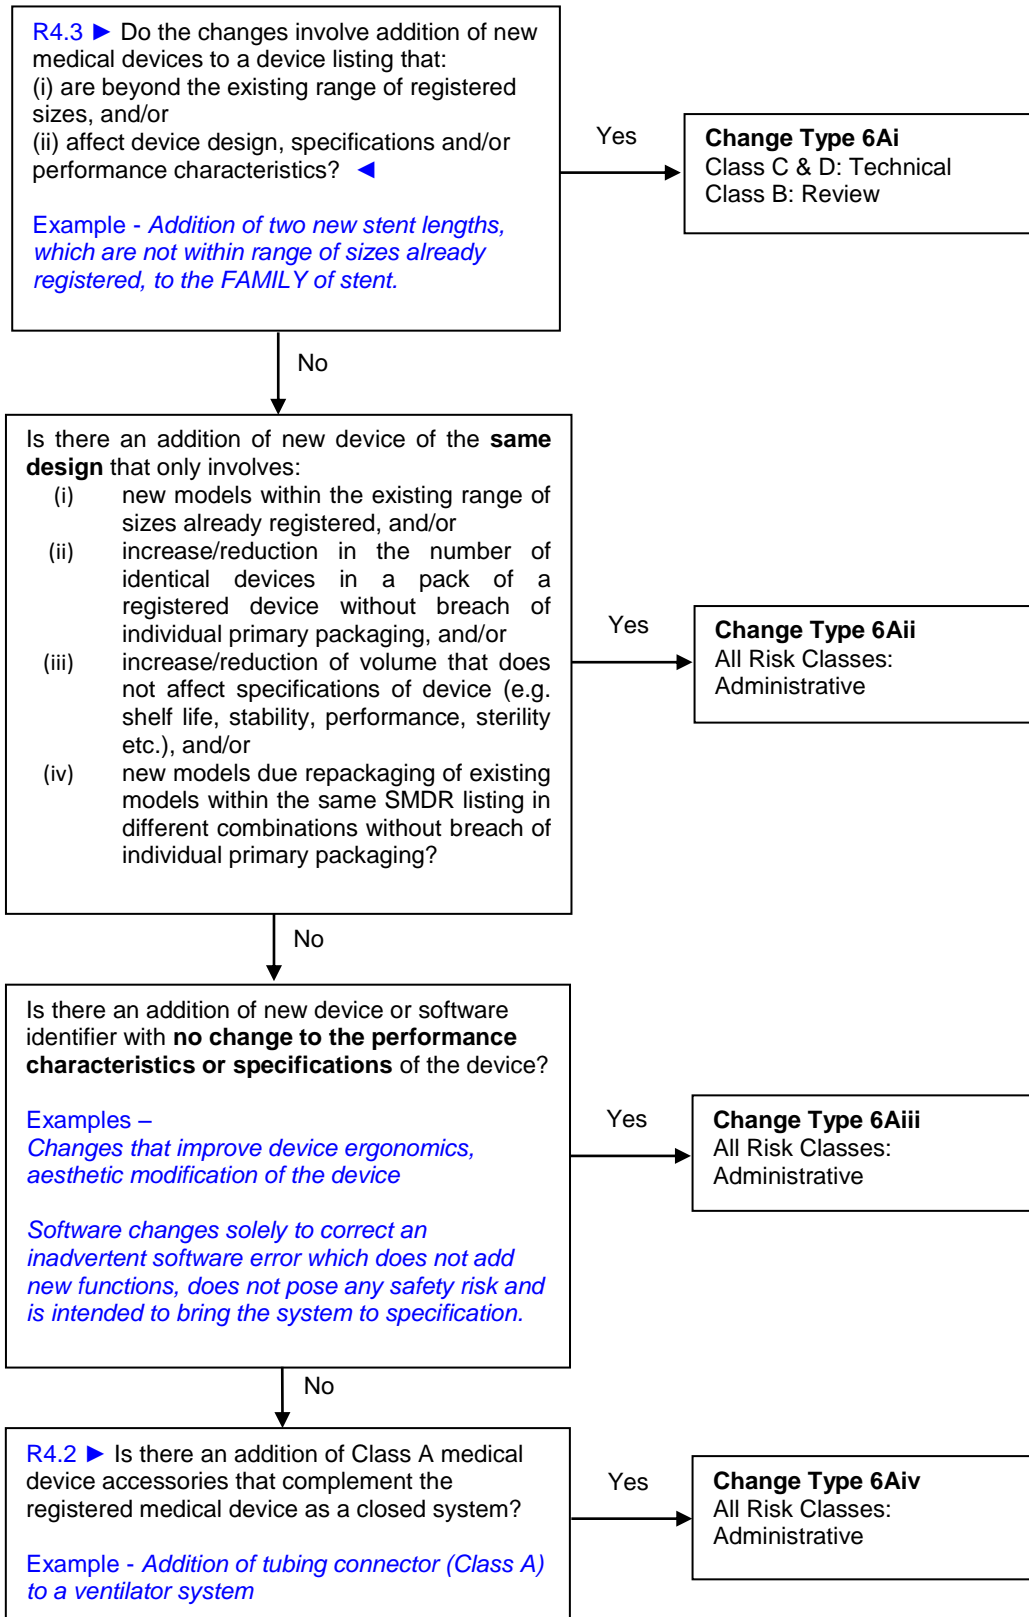 R4.3 ► Do the changes involve addition of new
medical devices to a device listing that:
(i) are beyond the existing range of registered
sizes, and/or
(ii) affect device design, specifications and/or
performance characteristics? ◄
Example - Addition of two new stent lengths,
which are not within range of sizes already
registered, to the FAMILY of stent.
Yes
Change Type 6Ai
Class C & D: Technical
Class B: Review
No
Is there an addition of new device of the same
design that only involves:
(i) new models within the existing range of
sizes already registered, and/or
(ii) increase/reduction in the number of
identical devices in a pack of a
registered device without breach of
individual primary packaging, and/or
(iii) increase/reduction of volume that does
not affect specifications of device (e.g.
shelf life, stability, performance, sterility
etc.), and/or
(iv) new models due repackaging of existing
models within the same SMDR listing in
different combinations without breach of
individual primary packaging?
Yes
Change Type 6Aii
All Risk Classes:
Administrative
No
Is there an addition of new device or software
identifier with no change to the performance
characteristics or specifications of the device?
Examples –
Changes that improve device ergonomics,
aesthetic modification of the device
Software changes solely to correct an
inadvertent software error which does not add
new functions, does not pose any safety risk and
is intended to bring the system to specification.
Yes
Change Type 6Aiii
All Risk Classes:
Administrative
No
R4.2 ► Is there an addition of Class A medical
device accessories that complement the
registered medical device as a closed system?
Example - Addition of tubing connector (Class A)
to a ventilator system
Yes
Change Type 6Aiv
All Risk Classes:
Administrative